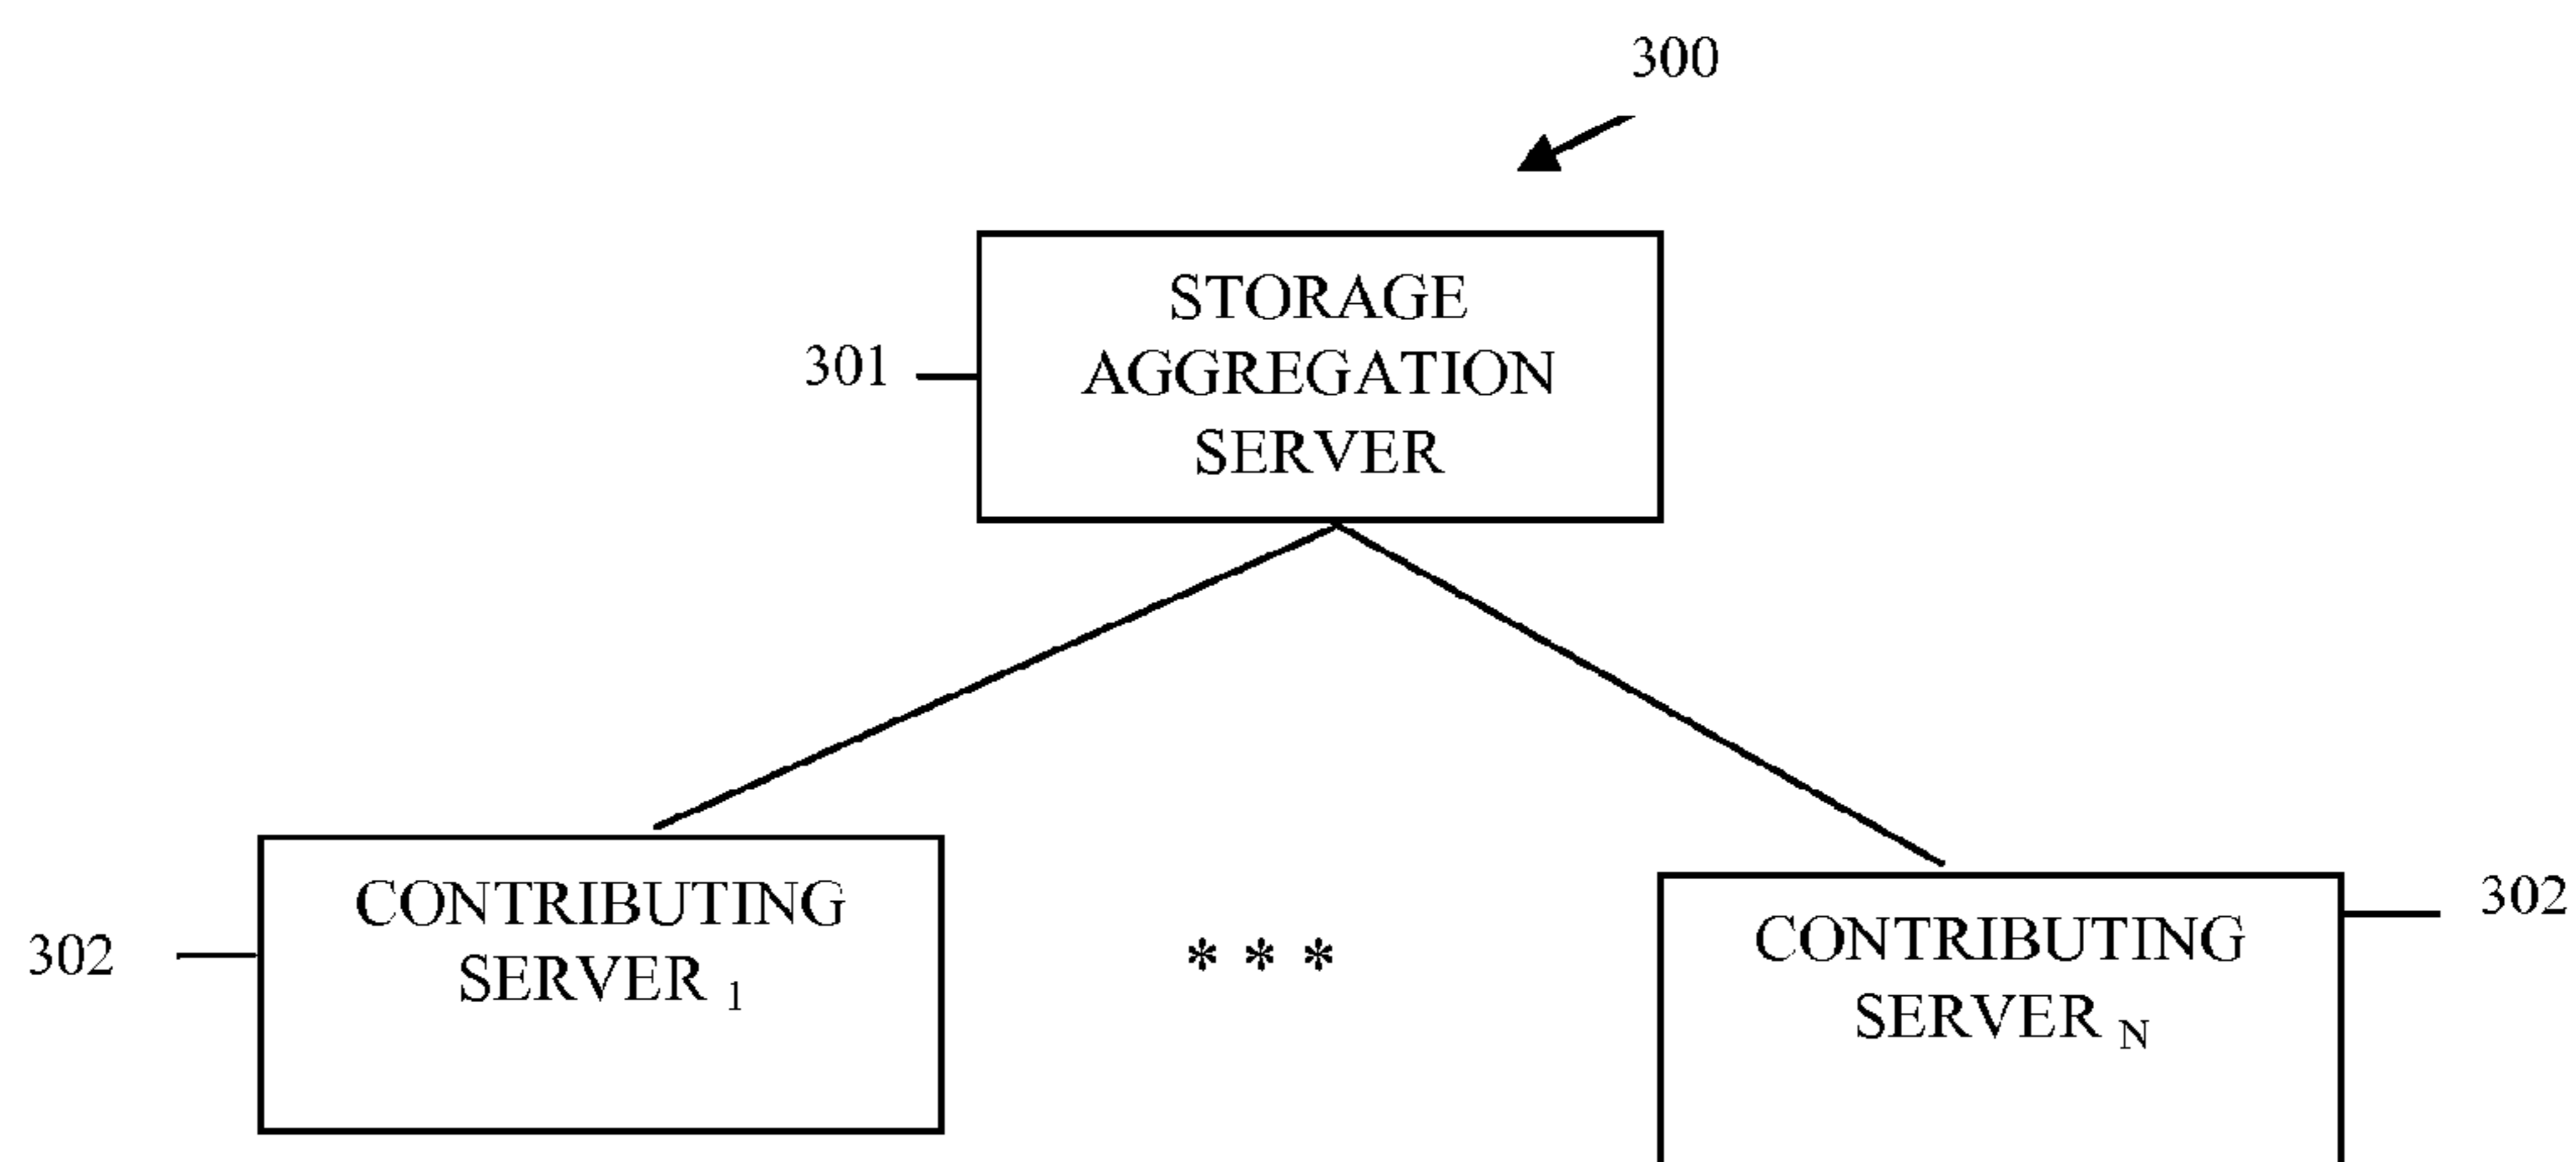 300
STORAGE
301 AGGREGATION
SERVER
CONTRIBUTING
302 SERVER 1
* * *
302
CONTRIBUTING
SERVER N